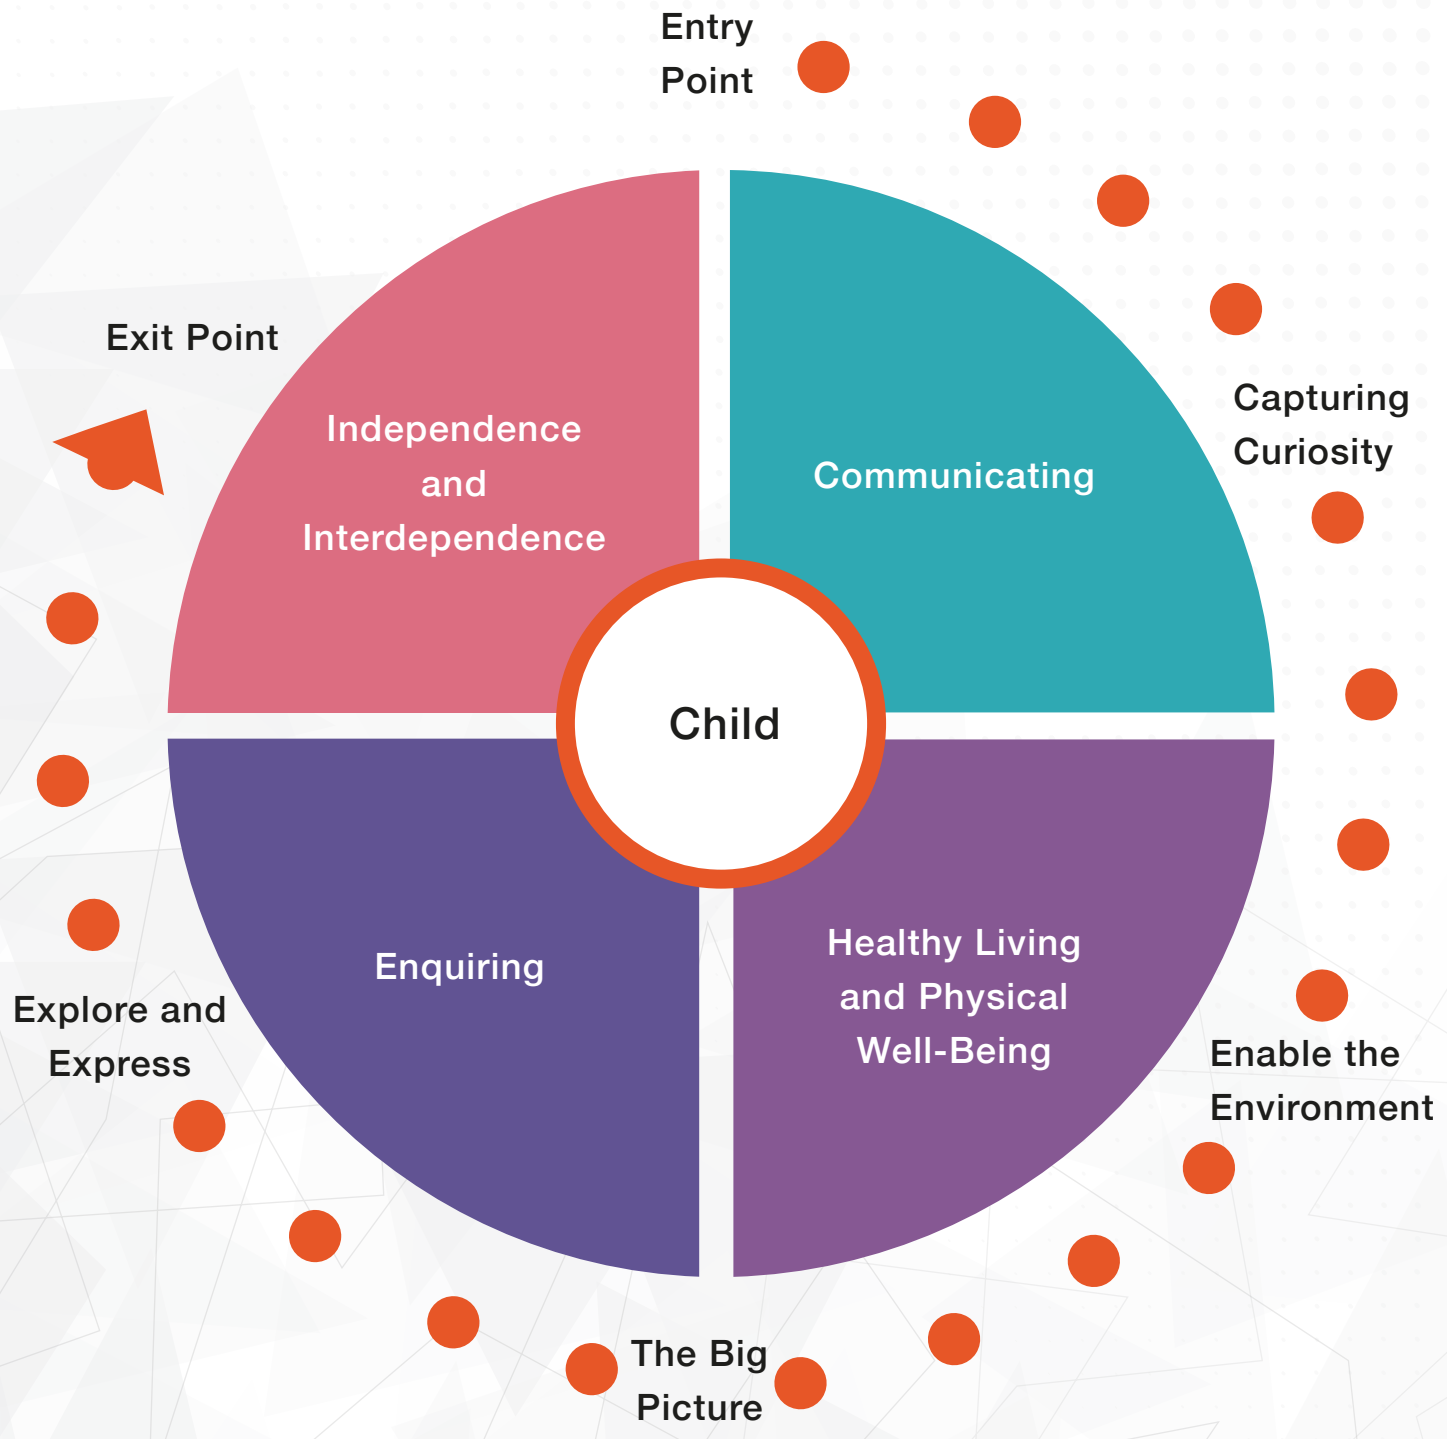 Entry
Point
Exit Point
Capturing
Curiosity
Independence
and
Interdependence
Communicating
Child
Enquiring
Healthy Living
and Physical
Well-Being
Explore and
Express
Enable the
Environment
The Big
Picture